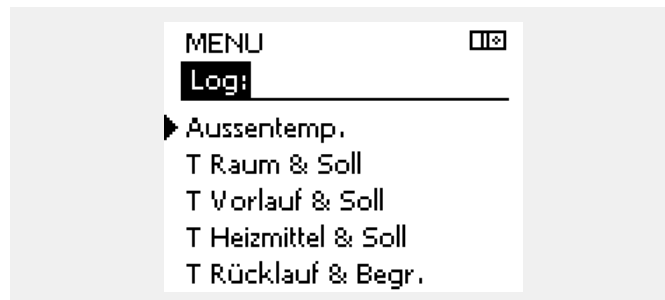 MENU
Log:
Aussentemp.
T Raum & Soll
T Vorlauf & Soll
T Heizmittel & Soll
T Rücklauf & Begr.